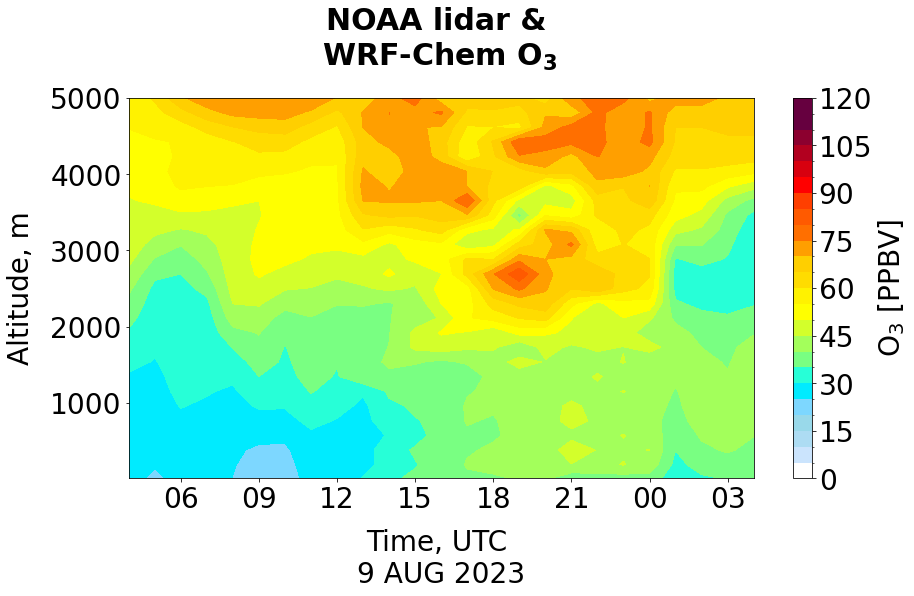 NOAA lidar &
WRF-Chem O₃
5000
4000
3000
2000
1000
Altitude, m
06 09 12 15 18 21 00 03
Time, UTC
9 AUG 2023
120
105
90
75
60
45
30
15
0
O₃ [PPBV]